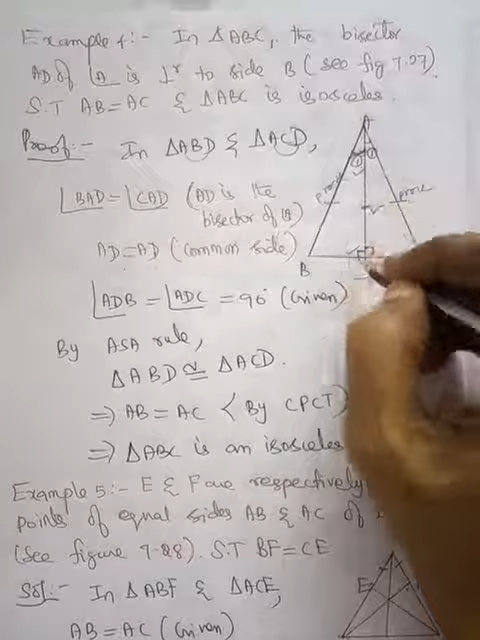 Example 4:- In ΔABC, the bisector
AD of ∠A is ⊥r to side B (see fig 7.27).
S.T AB=AC & ΔABC is isosceles.
Proof:- In ΔABD & ΔACD,
∠BAD=∠CAD (AD is the
bisector of ∠A)
AD=AD (common side)
∠ADB = ∠ADC = 90° (Given)
By ASA rule,
ΔABD ≅ ΔACD.
⇒ AB = AC (By CPCT)
⇒ ΔABC is an isosceles
A
prove
prove
B
Example 5:- E & F are respectively
points of equal sides AB & AC of
(See figure 7.28). S.T BF=CE
Sol:- In ΔABF & ΔACE,
AB=AC (Given)
E